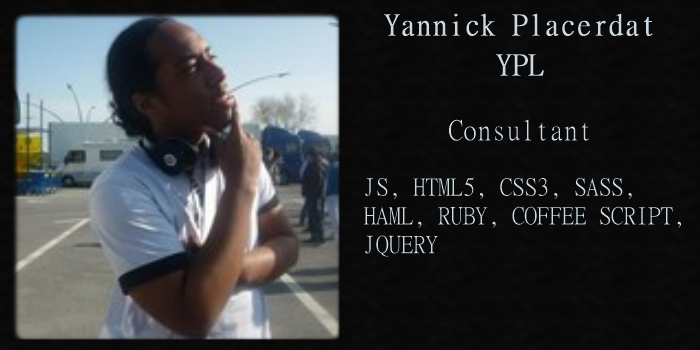 Yannick Placerdat
YPL
Consultant
JS, HTML5, CSS3, SASS,
HAML, RUBY, COFFEE SCRIPT,
JQUERY